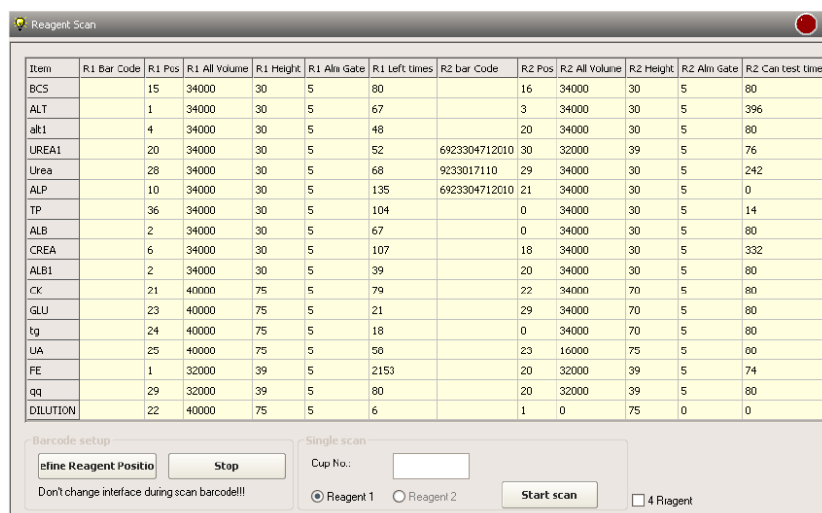 Reagent Scan
Item R1 Bar Code R1 Pos R1 All Volume R1 Height R1 Alm Gate R1 Left times R2 bar Code R2 Pos R2 All Volume R2 Height R2 Alm Gate R2 Can test time
BCS 15 34000 30 5 80 16 34000 30 5 80
ALT 1 34000 30 5 67 3 34000 30 5 396
alt1 4 34000 30 5 48 20 34000 30 5 80
UREA1 20 34000 30 5 52 6923304712010 30 32000 39 5 76
Urea 28 34000 30 5 68 9233017110 29 34000 30 5 242
ALP 10 34000 30 5 135 6923304712010 21 34000 30 5 0
TP 36 34000 30 5 104 0 34000 30 5 14
ALB 2 34000 30 5 67 0 34000 30 5 80
CREA 6 34000 30 5 107 18 34000 30 5 332
ALB1 2 34000 30 5 39 20 34000 30 5 80
CK 21 40000 75 5 79 22 34000 70 5 80
GLU 23 40000 75 5 21 29 34000 70 5 80
tg 24 40000 75 5 18 0 34000 70 5 80
UA 25 40000 75 5 58 23 16000 75 5 80
FE 1 32000 39 5 2153 20 32000 39 5 74
qq 29 32000 39 5 80 20 32000 39 5 80
DILUTION 22 40000 75 5 6 1 0 75 0 0
Barcode setup Single scan
efine Reagent Positio Stop Cup No.:
Don't change interface during scan barcode!!! Reagent 1 Reagent 2 Start scan 4 Riagent